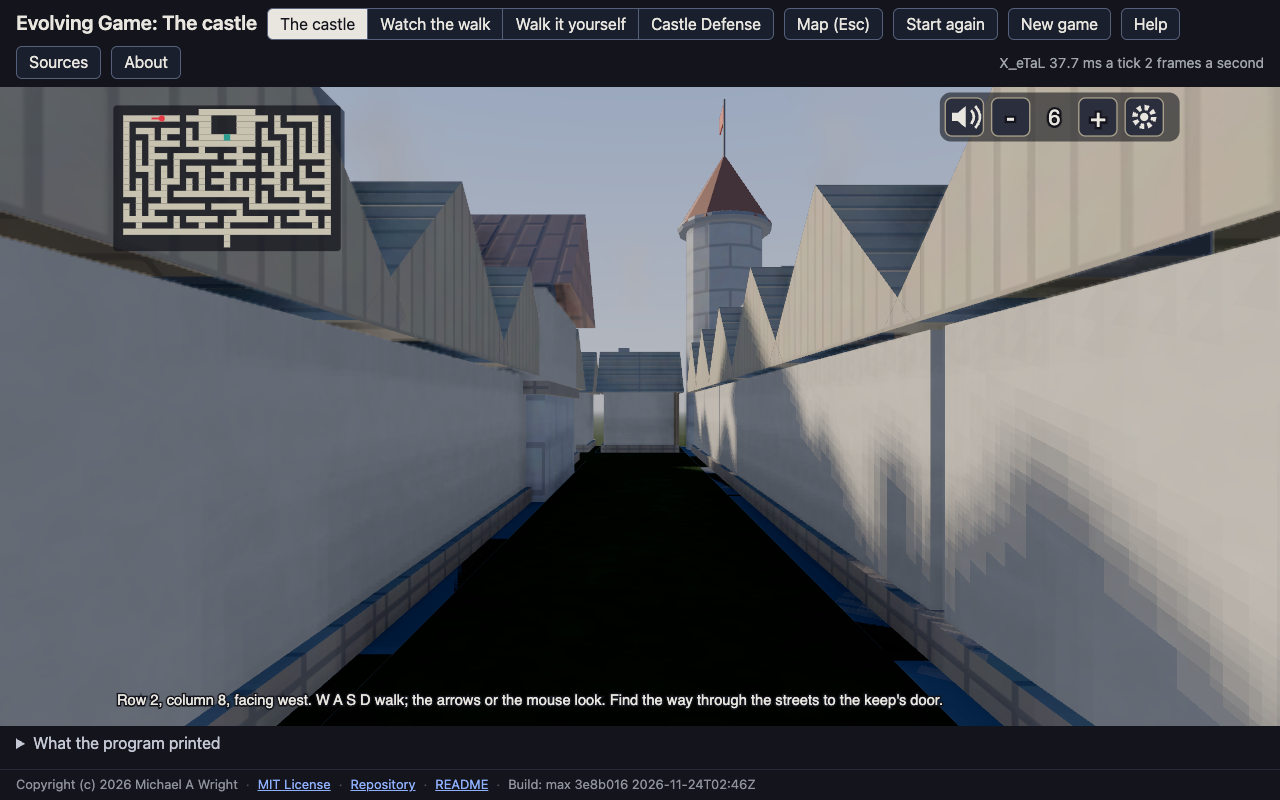 Evolving Game: The castle
The castle
Watch the walk
Walk it yourself
Castle Defense
Map (Esc)
Start again
New game
Help
Sources
About
X_eTaL 37.7 ms a tick 2 frames a second
- 6 +
Row 2, column 8, facing west. W A S D walk; the arrows or the mouse look. Find the way through the streets to the keep's door.
What the program printed
Copyright (c) 2026 Michael A Wright · MIT License · Repository · README · Build: max 3e8b016 2026-11-24T02:46Z